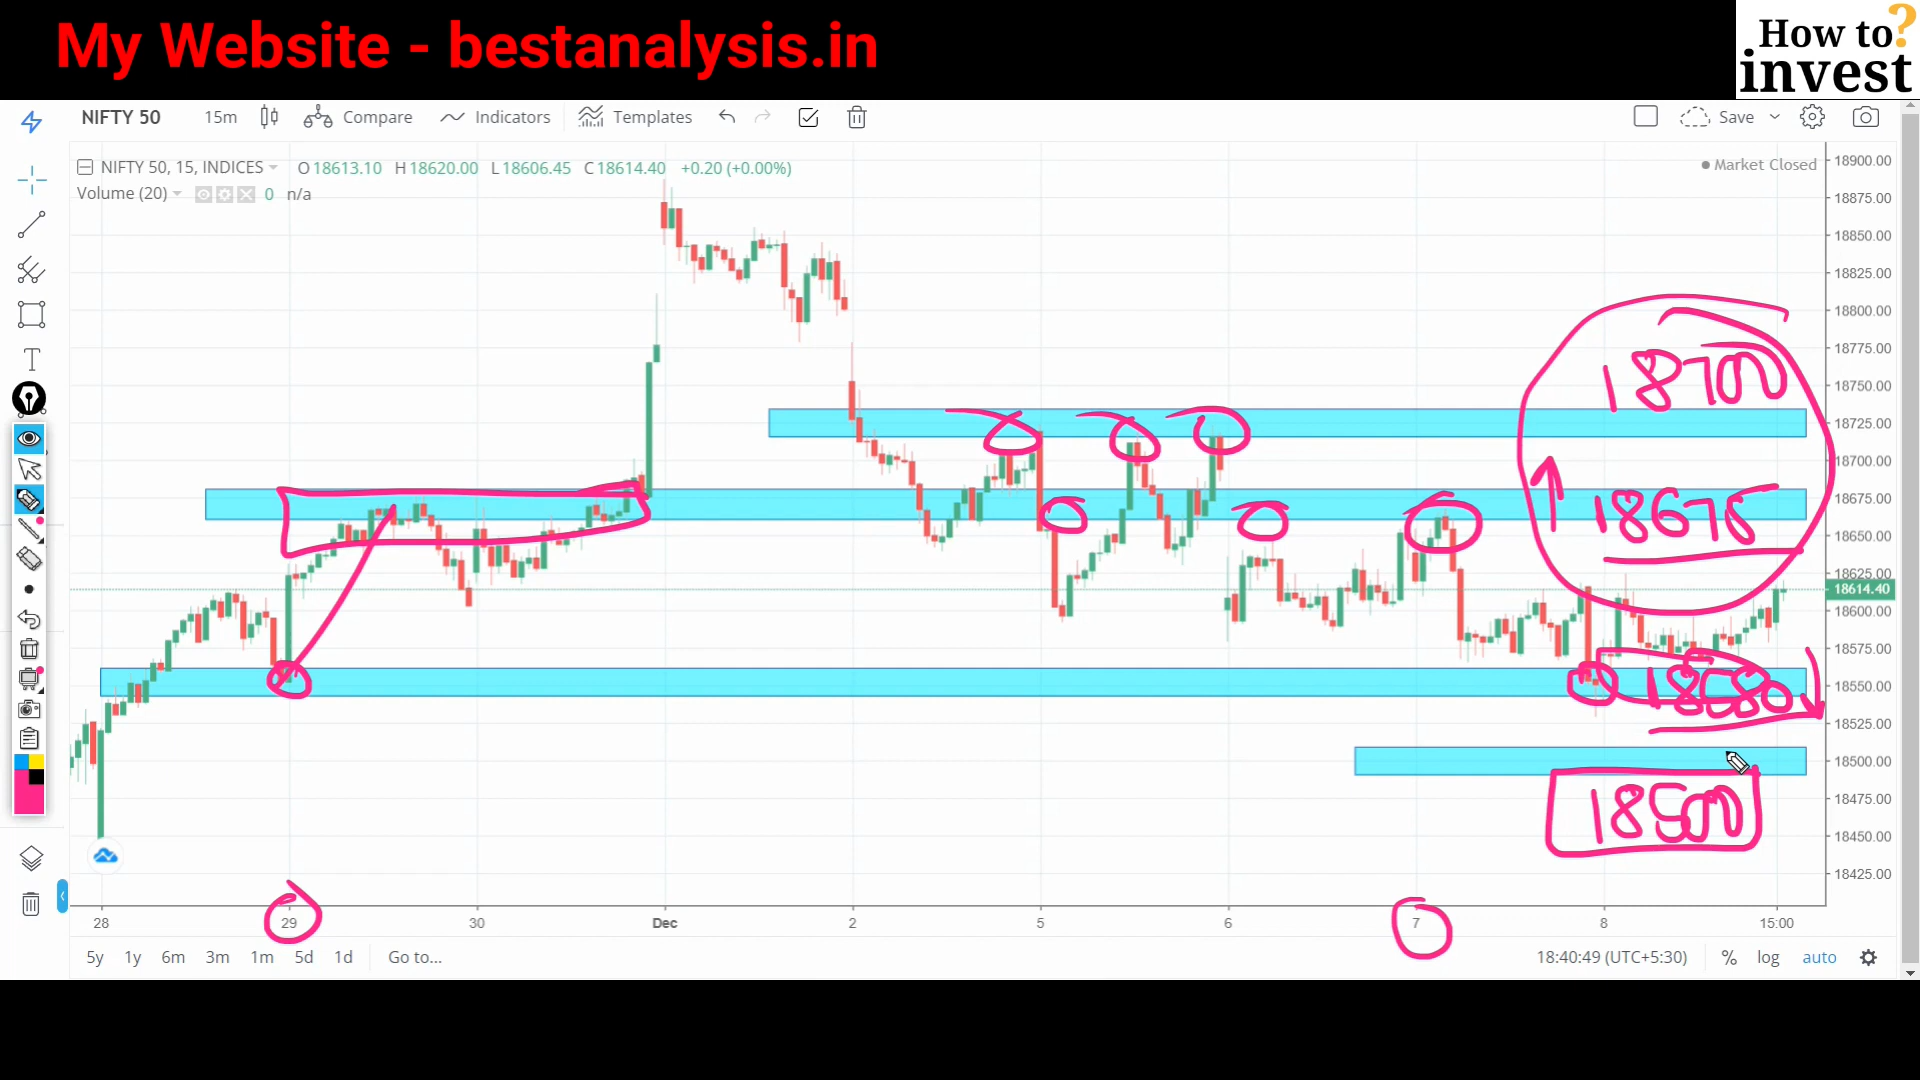 My Website - bestanalysis.in
How to?
invest
NIFTY 50 15m Compare Indicators Templates Save
NIFTY 50, 15, INDICES O18613.10 H18620.00 L18606.45 C18614.40 +0.20 (+0.00%)
Market Closed
Volume (20) 0 n/a
18900.00
18875.00
18850.00
18825.00
18800.00
18775.00
18750.00
18725.00
18700.00
18675.00
18650.00
18625.00
18614.40
18600.00
18575.00
18550.00
18525.00
18500.00
18475.00
18450.00
18425.00
18700
18675
18500
28 29 30 Dec 2 5 6 7 8 15:00
5y 1y 6m 3m 1m 5d 1d Go to... 18:40:49 (UTC+5:30) % log auto